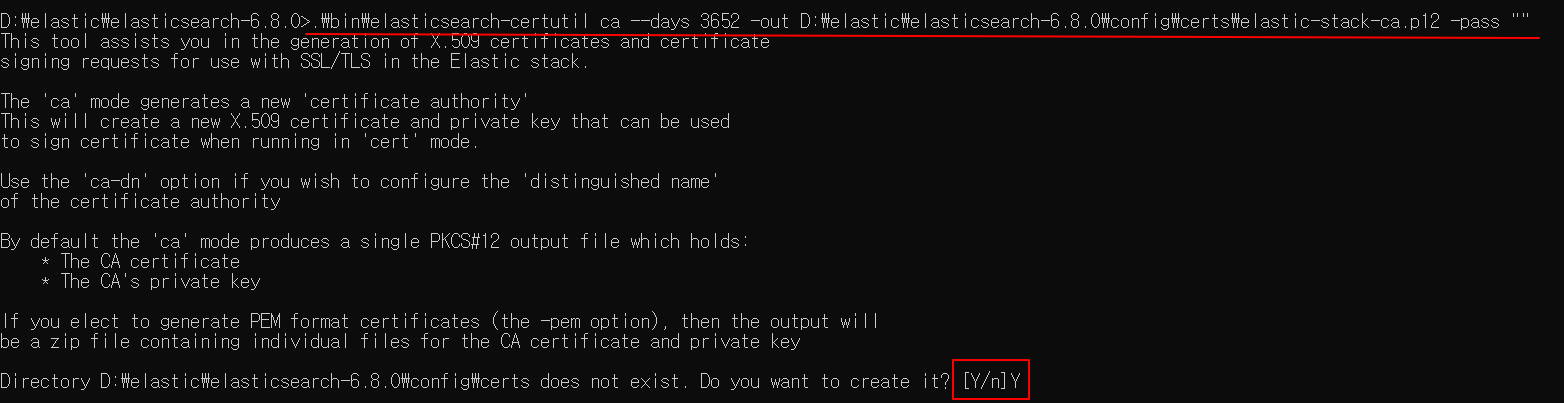 D:₩elastic₩elasticsearch-6.8.0>.₩bin₩elasticsearch-certutil ca --days 3652 -out D:₩elastic₩elasticsearch-6.8.0₩config₩certs₩elastic-stack-ca.p12 -pass ""
This tool assists you in the generation of X.509 certificates and certificate
signing requests for use with SSL/TLS in the Elastic stack.

The 'ca' mode generates a new 'certificate authority'
This will create a new X.509 certificate and private key that can be used
to sign certificate when running in 'cert' mode.

Use the 'ca-dn' option if you wish to configure the 'distinguished name'
of the certificate authority

By default the 'ca' mode produces a single PKCS#12 output file which holds:
    * The CA certificate
    * The CA's private key

If you elect to generate PEM format certificates (the -pem option), then the output will
be a zip file containing individual files for the CA certificate and private key

Directory D:₩elastic₩elasticsearch-6.8.0₩config₩certs does not exist. Do you want to create it? [Y/n]Y